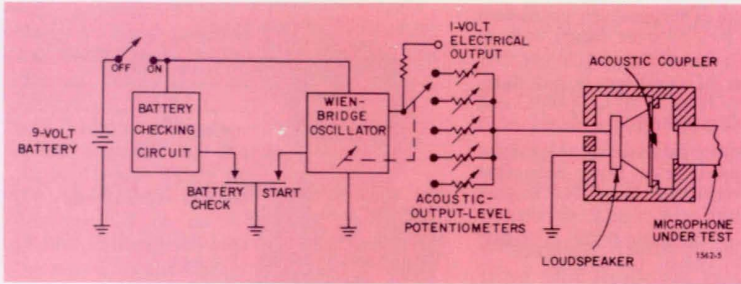 1-VOLT
ELECTRICAL
OUTPUT
ACOUSTIC COUPLER
OFF
ON
BATTERY
CHECKING
CIRCUIT
WIEN-
BRIDGE
OSCILLATOR
9-VOLT
BATTERY
BATTERY
CHECK
START
ACOUSTIC-
OUTPUT-LEVEL
POTENTIOMETERS
LOUDSPEAKER
MICROPHONE
UNDER TEST
1562-5